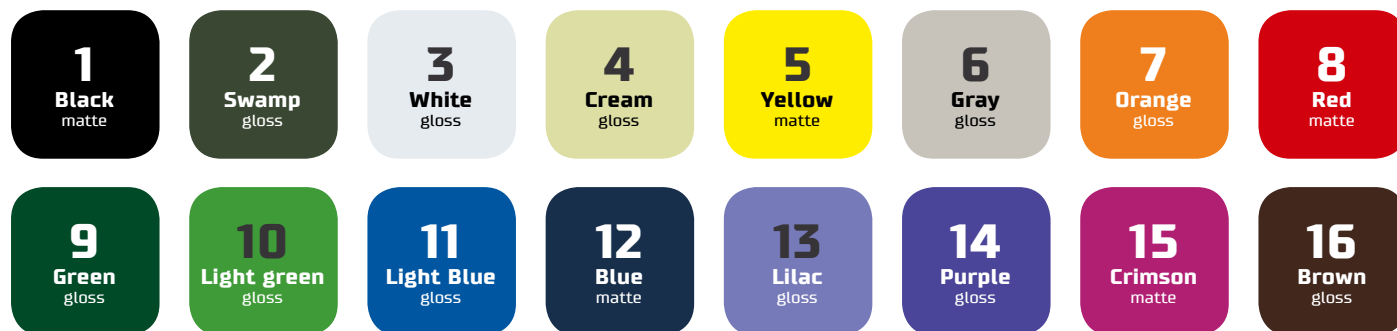 1
Black
matte
2
Swamp
gloss
3
White
gloss
4
Cream
gloss
5
Yellow
matte
6
Gray
gloss
7
Orange
gloss
8
Red
matte
9
Green
gloss
10
Light green
gloss
11
Light Blue
gloss
12
Blue
matte
13
Lilac
gloss
14
Purple
gloss
15
Crimson
matte
16
Brown
gloss